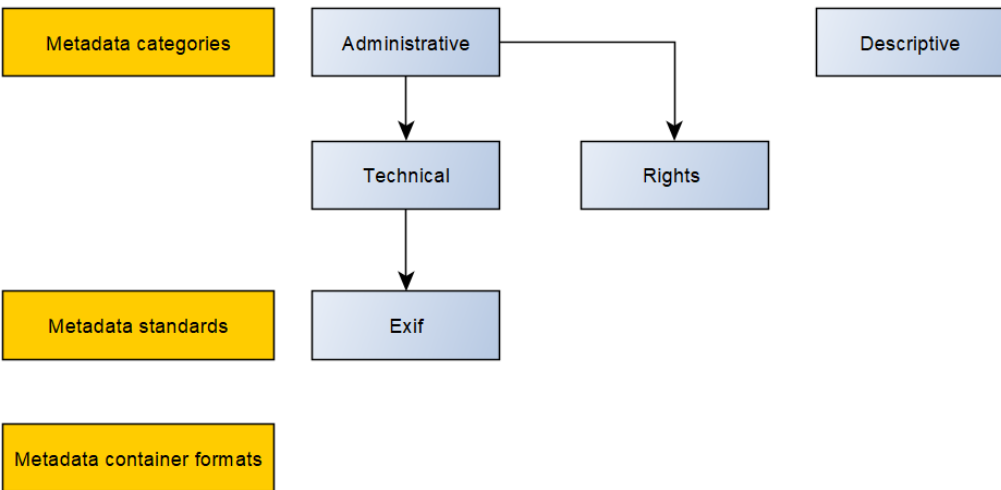 Metadata categories
Administrative
Descriptive
Technical
Rights
Metadata standards
Exif
Metadata container formats